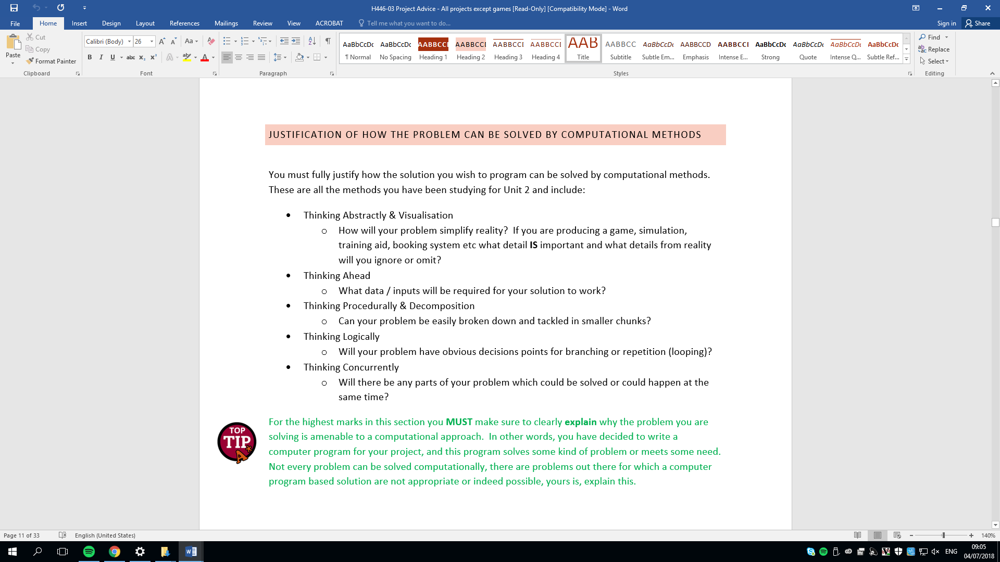 H446-03 Project Advice - All projects except games [Read-Only] [Compatibility Mode] - Word
File Home Insert Design Layout References Mailings Review View ACROBAT Tell me what you want to do... Sign in Share
Paste
Cut
Copy
Format Painter
Clipboard
Calibri (Body) 26
Font
Paragraph
AaBbCcDc AaBbCcDc AABBCCI AABBCCI AABBCCI AABBCCI AAB AABBCC AaBbCcDc AABBCCD AABBCCI AaBbCcDc AaBbCcDc AaBbCcDc AaBbCcDc
¶ Normal No Spacing Heading 1 Heading 2 Heading 3 Heading 4 Title Subtitle Subtle Em... Emphasis Intense E... Strong Quote Intense Q... Subtle Ref...
Styles
Find
Replace
Select
Editing
JUSTIFICATION OF HOW THE PROBLEM CAN BE SOLVED BY COMPUTATIONAL METHODS
You must fully justify how the solution you wish to program can be solved by computational methods.
These are all the methods you have been studying for Unit 2 and include:
• Thinking Abstractly & Visualisation
o How will your problem simplify reality?  If you are producing a game, simulation,
training aid, booking system etc what detail IS important and what details from reality
will you ignore or omit?
• Thinking Ahead
o What data / inputs will be required for your solution to work?
• Thinking Procedurally & Decomposition
o Can your problem be easily broken down and tackled in smaller chunks?
• Thinking Logically
o Will your problem have obvious decisions points for branching or repetition (looping)?
• Thinking Concurrently
o Will there be any parts of your problem which could be solved or could happen at the
same time?
TOP
TIP
A*
For the highest marks in this section you MUST make sure to clearly explain why the problem you are
solving is amenable to a computational approach.  In other words, you have decided to write a
computer program for your project, and this program solves some kind of problem or meets some need.
Not every problem can be solved computationally, there are problems out there for which a computer
program based solution are not appropriate or indeed possible, yours is, explain this.
Page 11 of 33 English (United States) 140%
ENG
09:05
04/07/2018